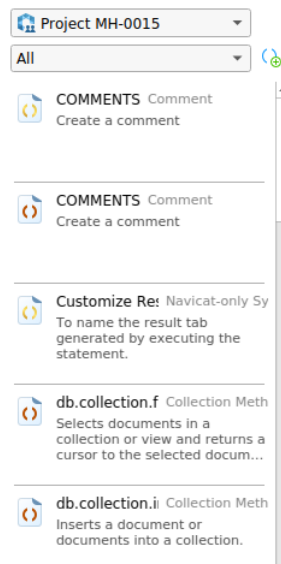 Project MH-0015
All
COMMENTS Comment
Create a comment
COMMENTS Comment
Create a comment
Customize Res Navicat-only Sy
To name the result tab
generated by executing the
statement.
db.collection.f Collection Meth
Selects documents in a
collection or view and returns a
cursor to the selected docum...
db.collection.i Collection Meth
Inserts a document or
documents into a collection.